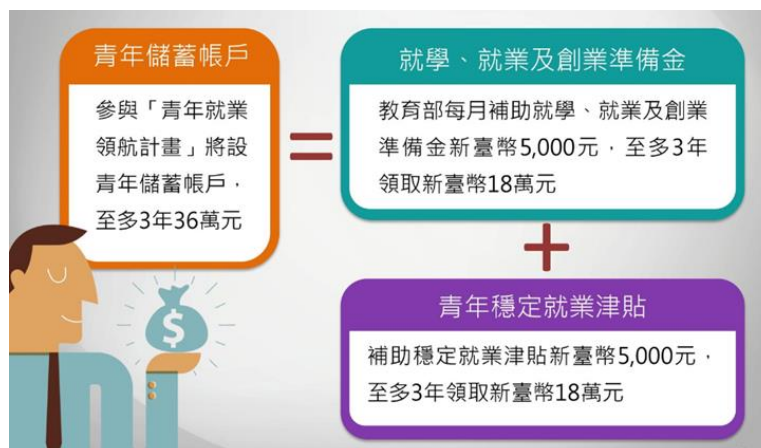 青年儲蓄帳戶
參與「青年就業
領航計畫」將設
青年儲蓄帳戶，
至多3年36萬元
=
就學、就業及創業準備金
教育部每月補助就學、就業及創業
準備金新臺幣5,000元，至多3年
領取新臺幣18萬元
+
青年穩定就業津貼
補助穩定就業津貼新臺幣5,000元，
至多3年領取新臺幣18萬元
$